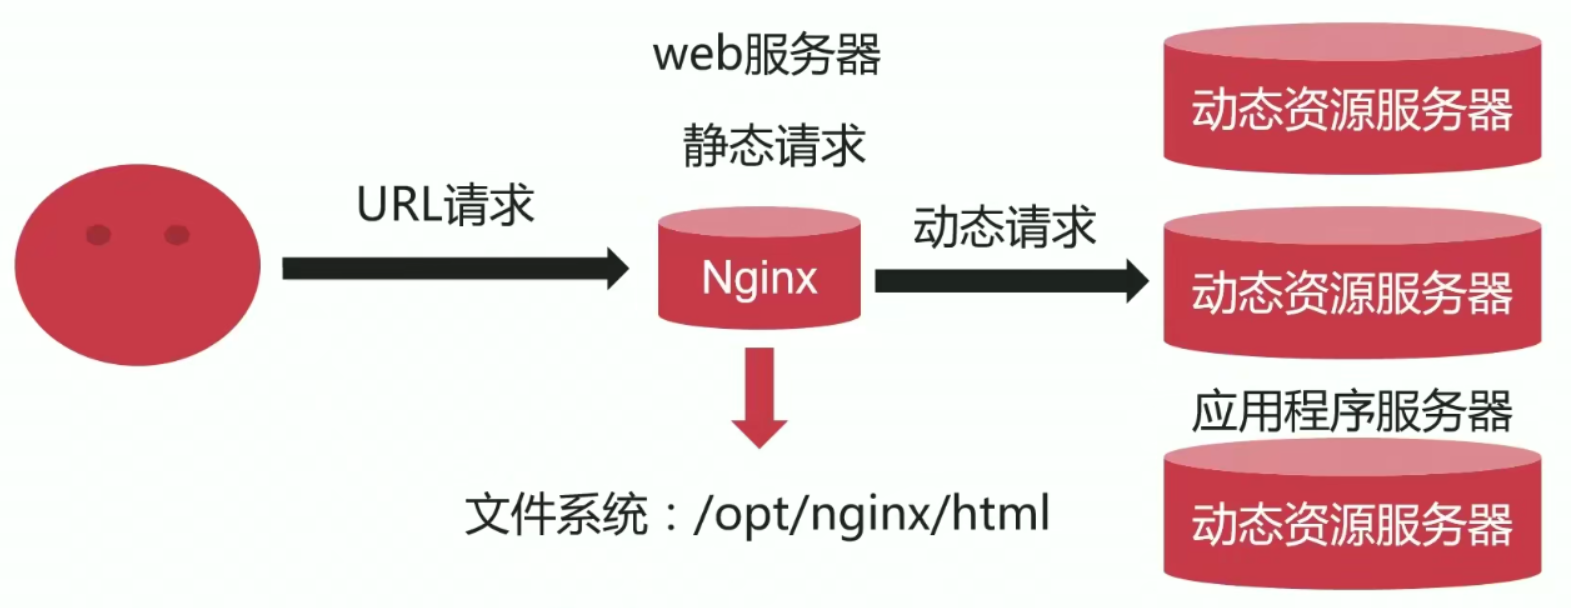 web服务器
静态请求
URL请求
Nginx
动态请求
文件系统：/opt/nginx/html
动态资源服务器
动态资源服务器
应用程序服务器
动态资源服务器